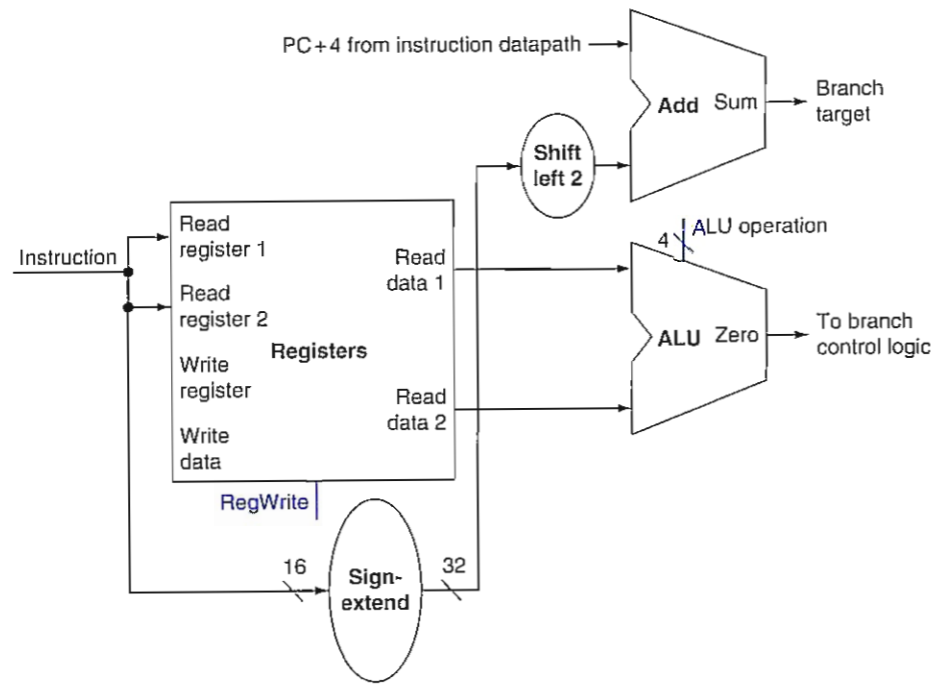 PC+4 from instruction datapath
Add Sum
Branch
target
Shift
left 2
Instruction
Read
register 1
Read
register 2
Write
register
Write
data
Registers
Read
data 1
Read
data 2
RegWrite
4
ALU operation
ALU Zero
To branch
control logic
16
Sign-
extend
32